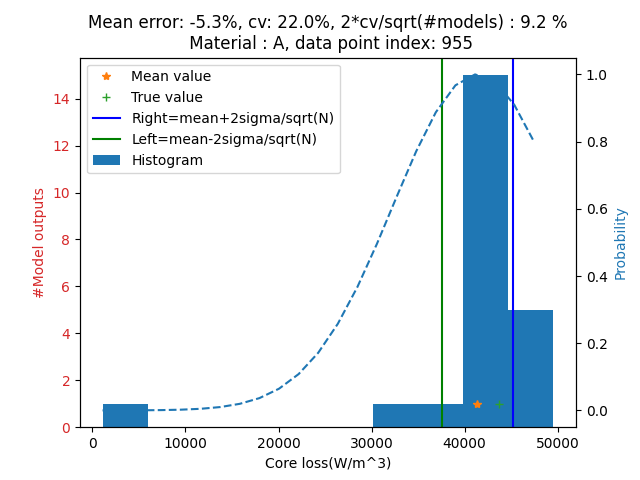 Mean error: -5.3%, cv: 22.0%, 2*cv/sqrt(#models) : 9.2 %
Material : A, data point index: 955
Mean value
True value
Right=mean+2sigma/sqrt(N)
Left=mean-2sigma/sqrt(N)
Histogram
#Model outputs
14
12
10
8
6
4
2
0
1.0
0.8
0.6
0.4
0.2
0.0
Probability
0 10000 20000 30000 40000 50000
Core loss(W/m^3)